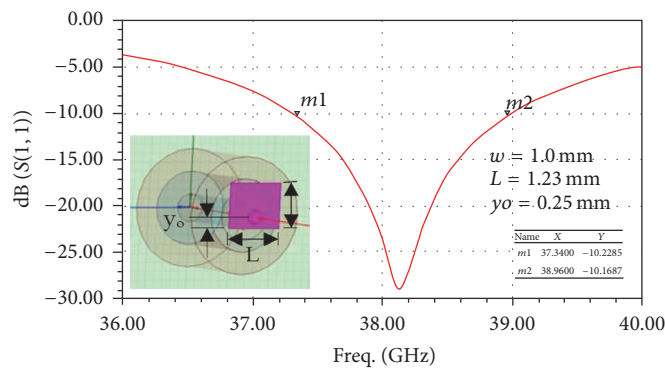 0.00
−5.00
−10.00
−15.00
−20.00
−25.00
−30.00
dB (S(1, 1))
m1
m2
w = 1.0 mm
L = 1.23 mm
yo = 0.25 mm
yo
L
Name X Y
m1 37.3400 −10.2285
m2 38.9600 −10.1687
36.00 37.00 38.00 39.00 40.00
Freq. (GHz)